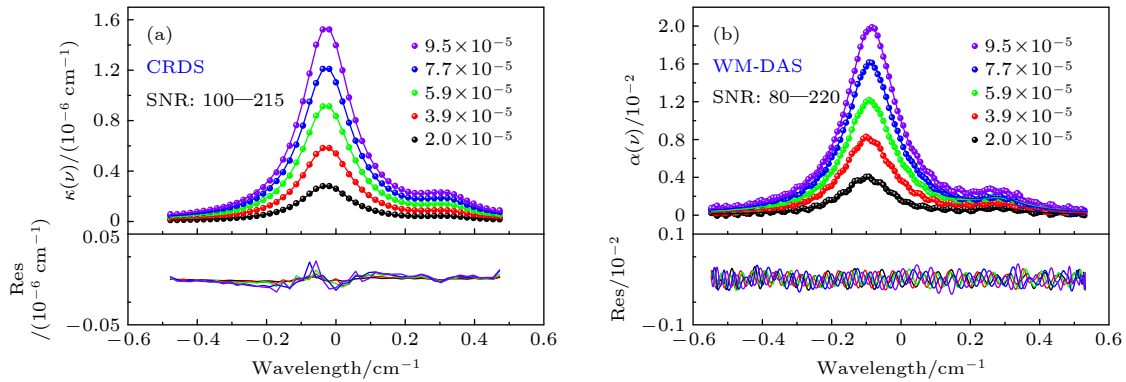 (a)
CRDS
SNR: 100—215
9.5×10⁻⁵
7.7×10⁻⁵
5.9×10⁻⁵
3.9×10⁻⁵
2.0×10⁻⁵
κ(ν)/(10⁻⁶ cm⁻¹)
1.6
1.2
0.8
0.4
0
Res
/(10⁻⁶ cm⁻¹)
0.05
−0.05
−0.6 −0.4 −0.2 0 0.2 0.4 0.6
Wavelength/cm⁻¹
(b)
WM-DAS
SNR: 80—220
9.5×10⁻⁵
7.7×10⁻⁵
5.9×10⁻⁵
3.9×10⁻⁵
2.0×10⁻⁵
α(ν)/10⁻²
2.0
1.6
1.2
0.8
0.4
0
Res/10⁻²
0.1
−0.1
−0.6 −0.4 −0.2 0 0.2 0.4 0.6
Wavelength/cm⁻¹